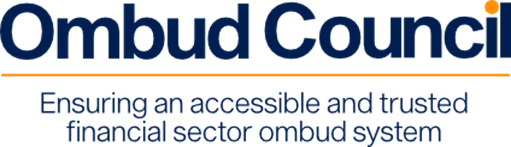 Ombud Council
Ensuring an accessible and trusted
financial sector ombud system